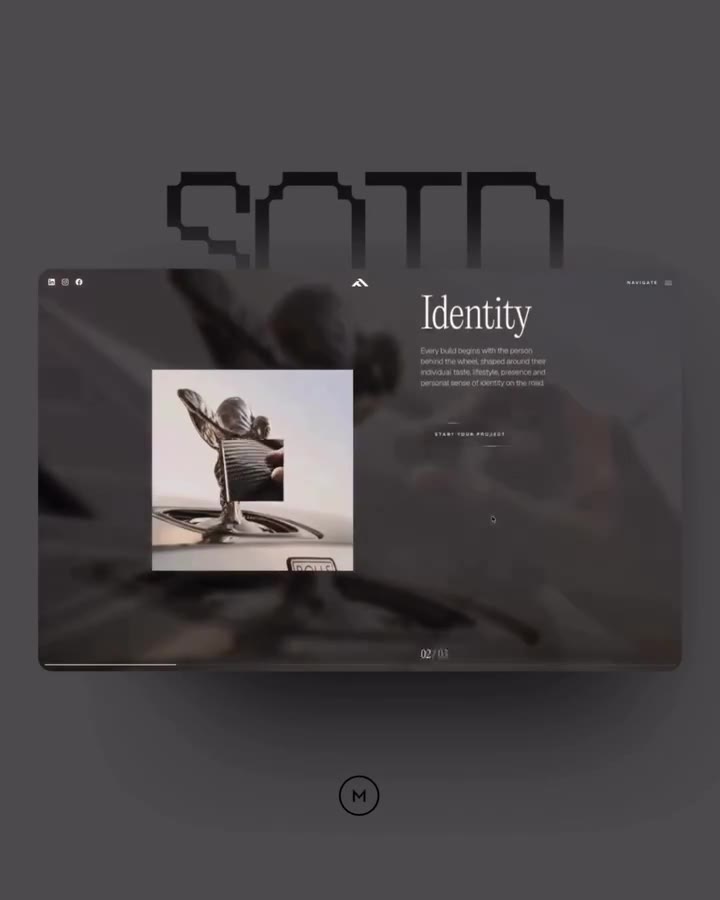 SOTD
NAVIGATE
Identity
Every build begins with the person
behind the wheel, shaped around their
individual taste, lifestyle, presence and
personal sense of identity on the road.
START YOUR PROJECT
02 / 03
M